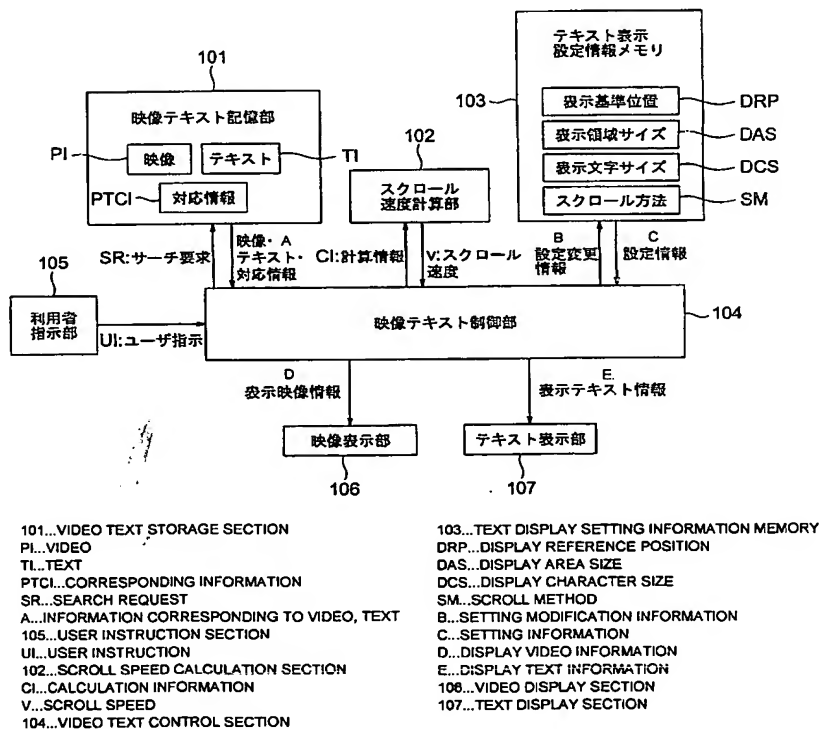 101
映像テキスト記憶部
PI
映像
テキスト
TI
PTCI
対応情報
102
スクロール
速度計算部
テキスト表示
設定情報メモリ
103
表示基準位置
DRP
表示領域サイズ
DAS
表示文字サイズ
DCS
スクロール方法
SM
SR:サーチ要求
映像・ A
テキスト・
対応情報
CI:計算情報
V:スクロール
速度
B
設定変更
情報
C
設定情報
105
利用者
指示部
UI:ユーザ指示
映像テキスト制御部
104
D
表示映像情報
E
表示テキスト情報
映像表示部
106
テキスト表示部
107
101...VIDEO TEXT STORAGE SECTION
PI...VIDEO
TI...TEXT
PTCI...CORRESPONDING INFORMATION
SR...SEARCH REQUEST
A...INFORMATION CORRESPONDING TO VIDEO, TEXT
105...USER INSTRUCTION SECTION
UI...USER INSTRUCTION
102...SCROLL SPEED CALCULATION SECTION
CI...CALCULATION INFORMATION
V...SCROLL SPEED
104...VIDEO TEXT CONTROL SECTION
103...TEXT DISPLAY SETTING INFORMATION MEMORY
DRP...DISPLAY REFERENCE POSITION
DAS...DISPLAY AREA SIZE
DCS...DISPLAY CHARACTER SIZE
SM...SCROLL METHOD
B...SETTING MODIFICATION INFORMATION
C...SETTING INFORMATION
D...DISPLAY VIDEO INFORMATION
E...DISPLAY TEXT INFORMATION
106...VIDEO DISPLAY SECTION
107...TEXT DISPLAY SECTION